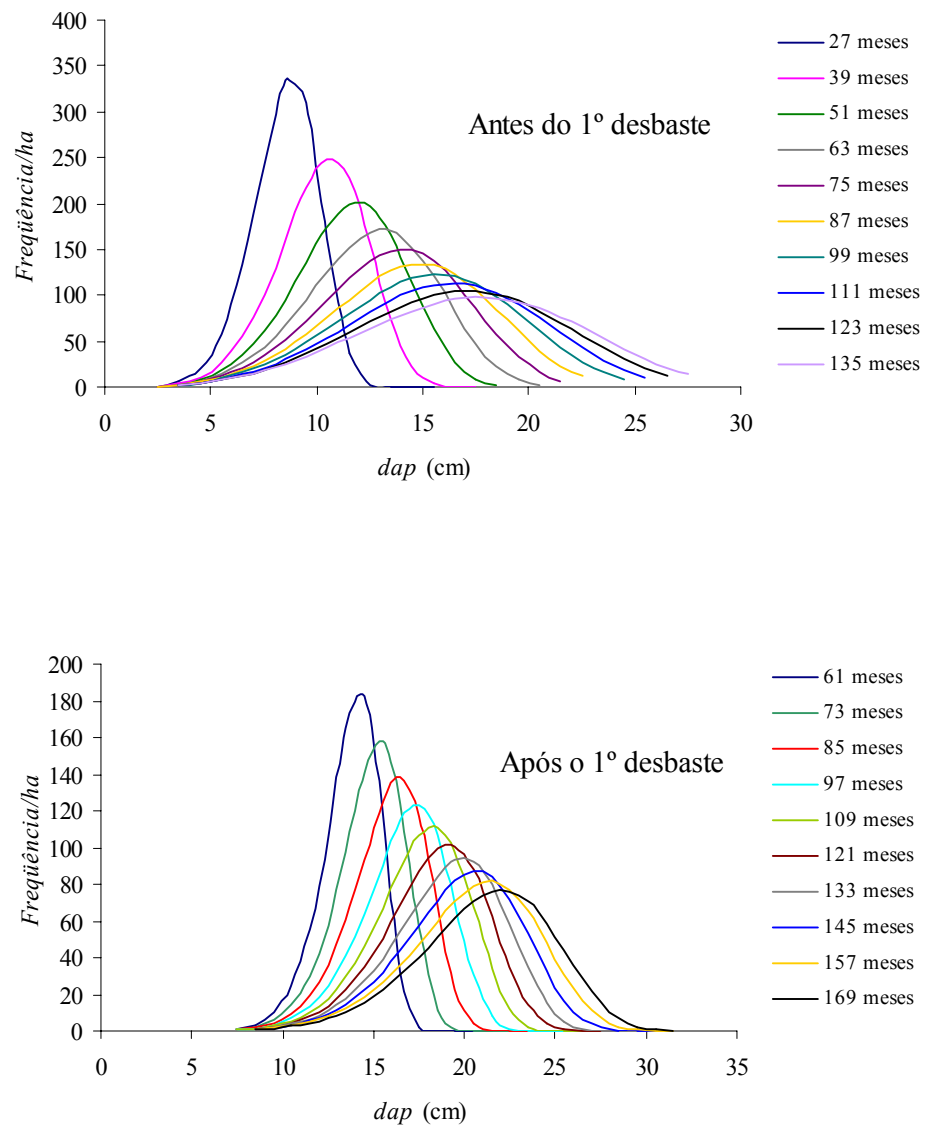 400
350
300
250
200
150
100
50
0
Freqüência/ha
0 5 10 15 20 25 30
dap (cm)
Antes do 1º desbaste
27 meses
39 meses
51 meses
63 meses
75 meses
87 meses
99 meses
111 meses
123 meses
135 meses
200
180
160
140
120
100
80
60
40
20
0
Freqüência/ha
0 5 10 15 20 25 30 35
dap (cm)
Após o 1º desbaste
61 meses
73 meses
85 meses
97 meses
109 meses
121 meses
133 meses
145 meses
157 meses
169 meses